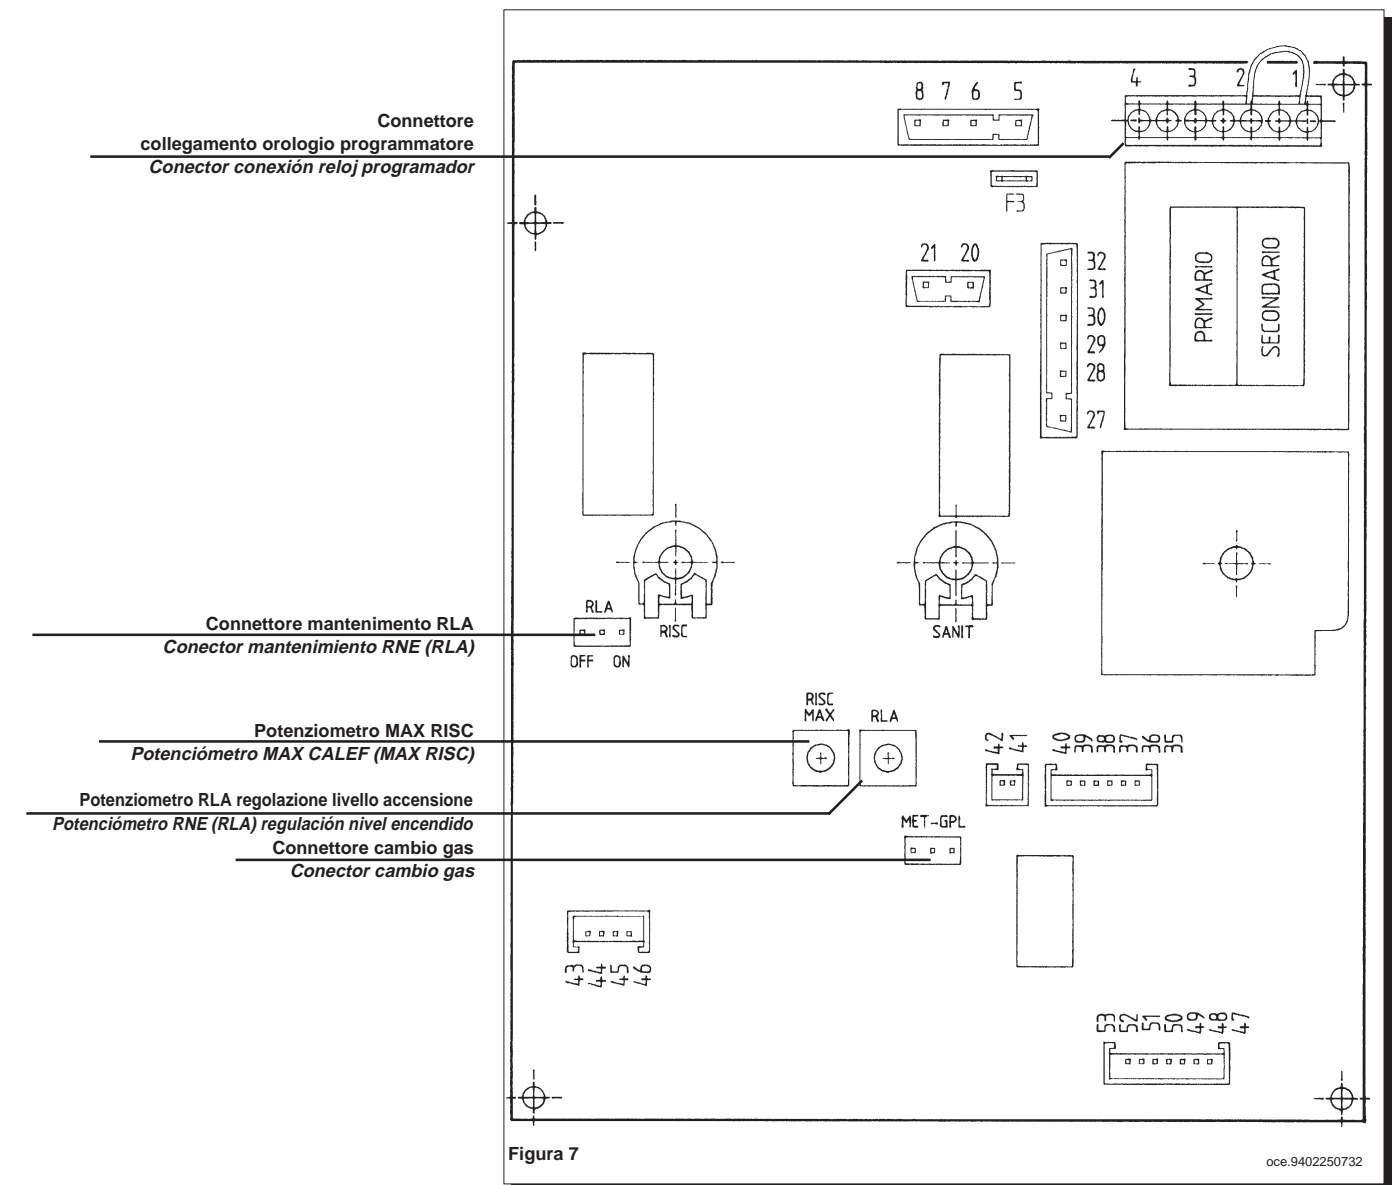 4 3 2 1
8 7 6 5
Connettore
collegamento orologio programmatore
Conector conexión reloj programador
F3
21 20
32
31
30
29
28
27
PRIMARIO
SECONDARIO
RLA
OFF ON
RISC
SANIT
Connettore mantenimento RLA
Conector mantenimiento RNE (RLA)
RISC
MAX
RLA
Potenziometro MAX RISC
Potenciómetro MAX CALEF (MAX RISC)
42 41
40 39 38 37 36 35
Potenziometro RLA regolazione livello accensione
Potenciómetro RNE (RLA) regulación nivel encendido
MET-GPL
Connettore cambio gas
Conector cambio gas
43 44 45 46
53 52 51 50 49 48 47
Figura 7
oce.9402250732